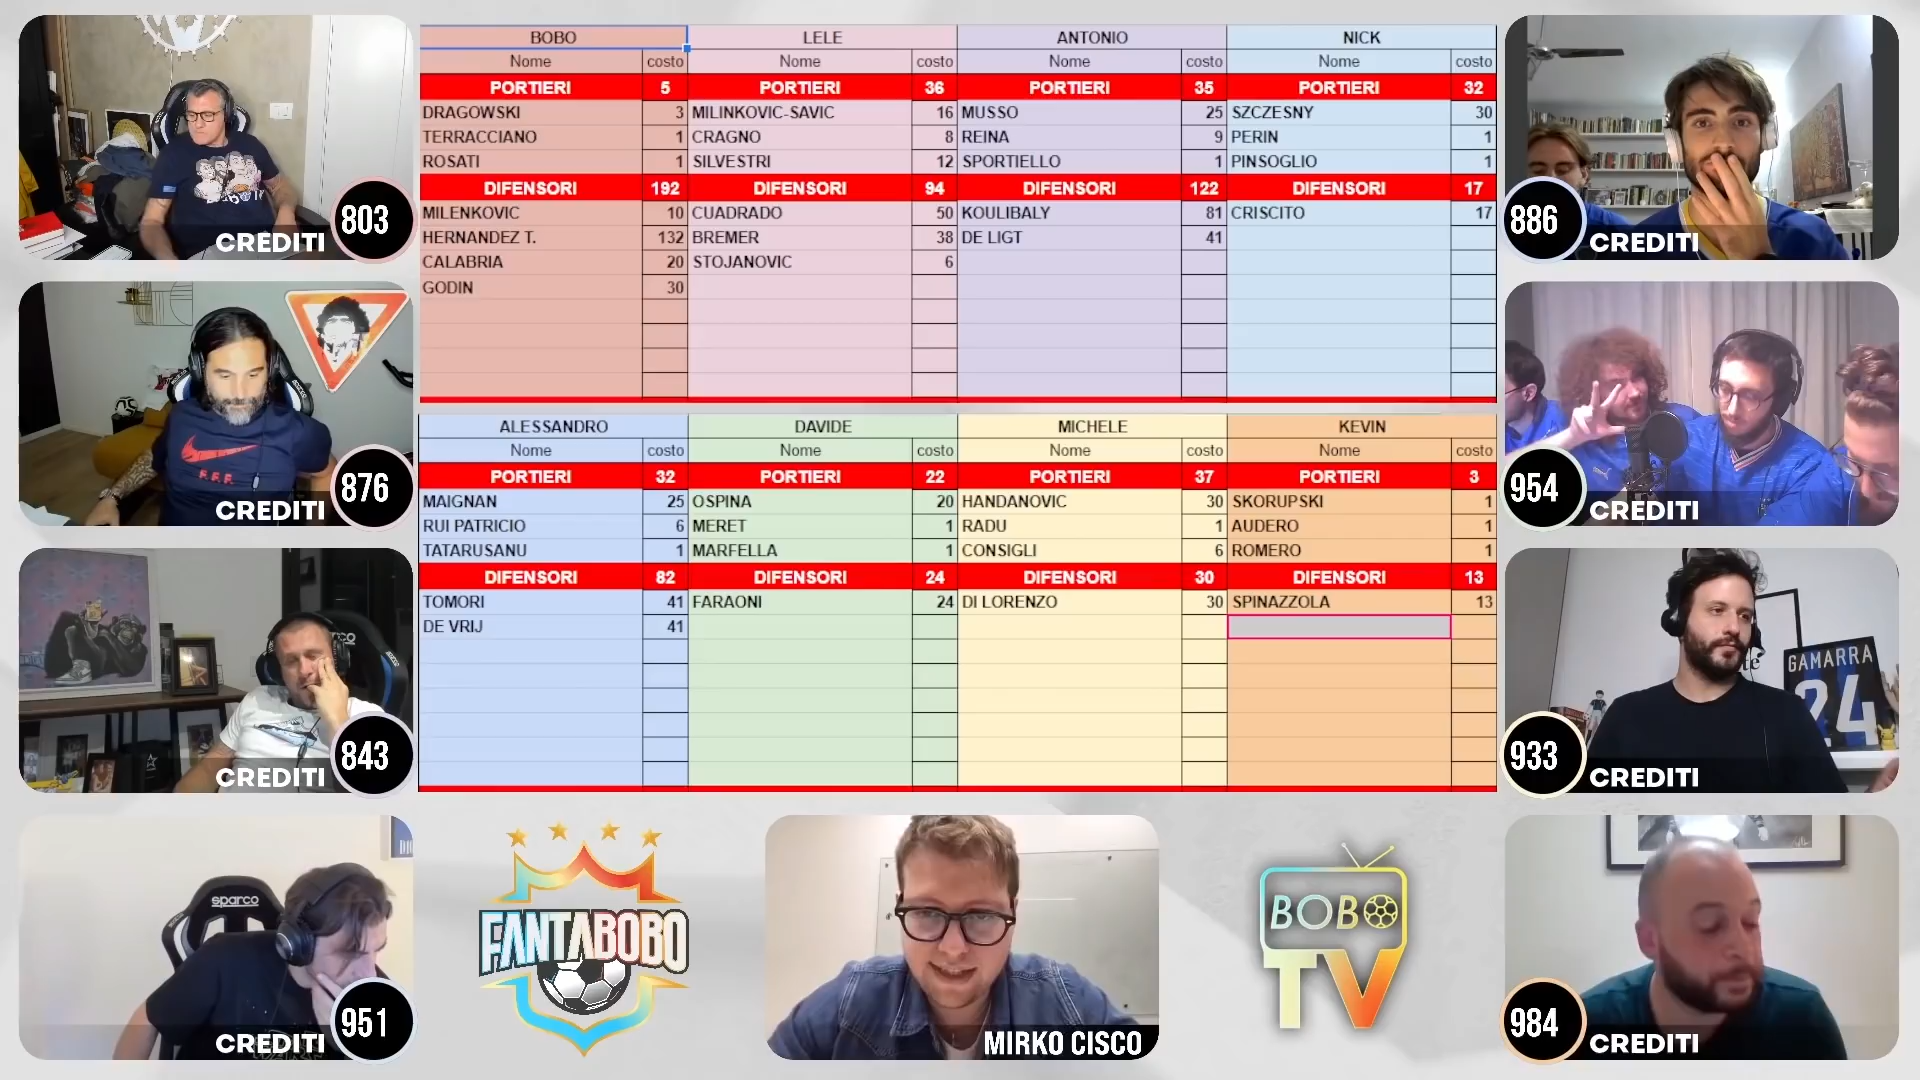 BOBO LELE ANTONIO NICK
Nome costo Nome costo Nome costo Nome costo
PORTIERI 5 PORTIERI 36 PORTIERI 35 PORTIERI 32
DRAGOWSKI 3 MILINKOVIC-SAVIC 16 MUSSO 25 SZCZESNY 30
TERRACCIANO 1 CRAGNO 8 REINA 9 PERIN 1
ROSATI 1 SILVESTRI 12 SPORTIELLO 1 PINSOGLIO 1
DIFENSORI 192 DIFENSORI 94 DIFENSORI 122 DIFENSORI 17
MILENKOVIC 10 CUADRADO 50 KOULIBALY 81 CRISCITO 17
HERNANDEZ T. 132 BREMER 38 DE LIGT 41
CALABRIA 20 STOJANOVIC 6
GODIN 30
ALESSANDRO DAVIDE MICHELE KEVIN
Nome costo Nome costo Nome costo Nome costo
PORTIERI 32 PORTIERI 22 PORTIERI 37 PORTIERI 3
MAIGNAN 25 OSPINA 20 HANDANOVIC 30 SKORUPSKI 1
RUI PATRICIO 6 MERET 1 RADU 1 AUDERO 1
TATARUSANU 1 MARFELLA 1 CONSIGLI 6 ROMERO 1
DIFENSORI 82 DIFENSORI 24 DIFENSORI 30 DIFENSORI 13
TOMORI 41 FARAONI 24 DI LORENZO 30 SPINAZZOLA 13
DE VRIJ 41
803
CREDITI
876
CREDITI
F.F.F.
843
CREDITI
sparco
951
CREDITI
886
CREDITI
954
CREDITI
GAMARRA
24
933
CREDITI
984
CREDITI
FANTABOBO
MIRKO CISCO
BOBO
TV